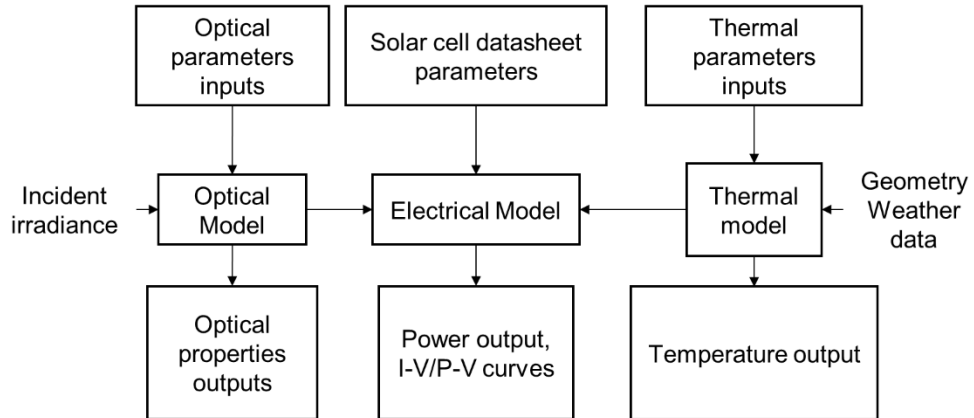 Optical
parameters
inputs
Solar cell datasheet
parameters
Thermal
parameters
inputs
Incident
irradiance
Optical
Model
Electrical Model
Thermal
model
Geometry
Weather
data
Optical
properties
outputs
Power output,
I-V/P-V curves
Temperature output